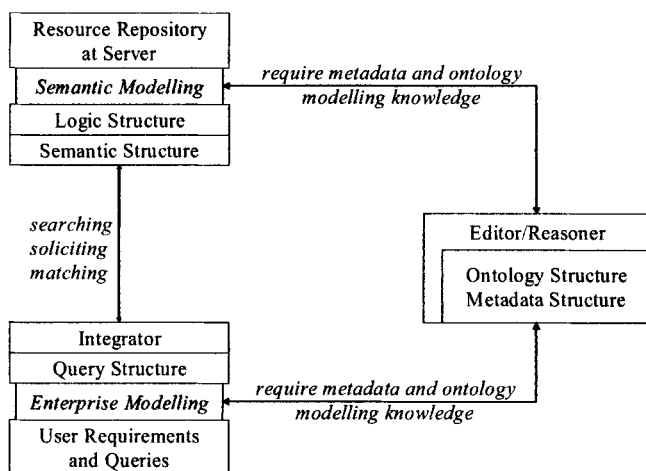 Resource Repository
at Server
Semantic Modelling
Logic Structure
Semantic Structure
require metadata and ontology
modelling knowledge
searching
soliciting
matching
Editor/Reasoner
Ontology Structure
Metadata Structure
Integrator
Query Structure
Enterprise Modelling
User Requirements
and Queries
require metadata and ontology
modelling knowledge